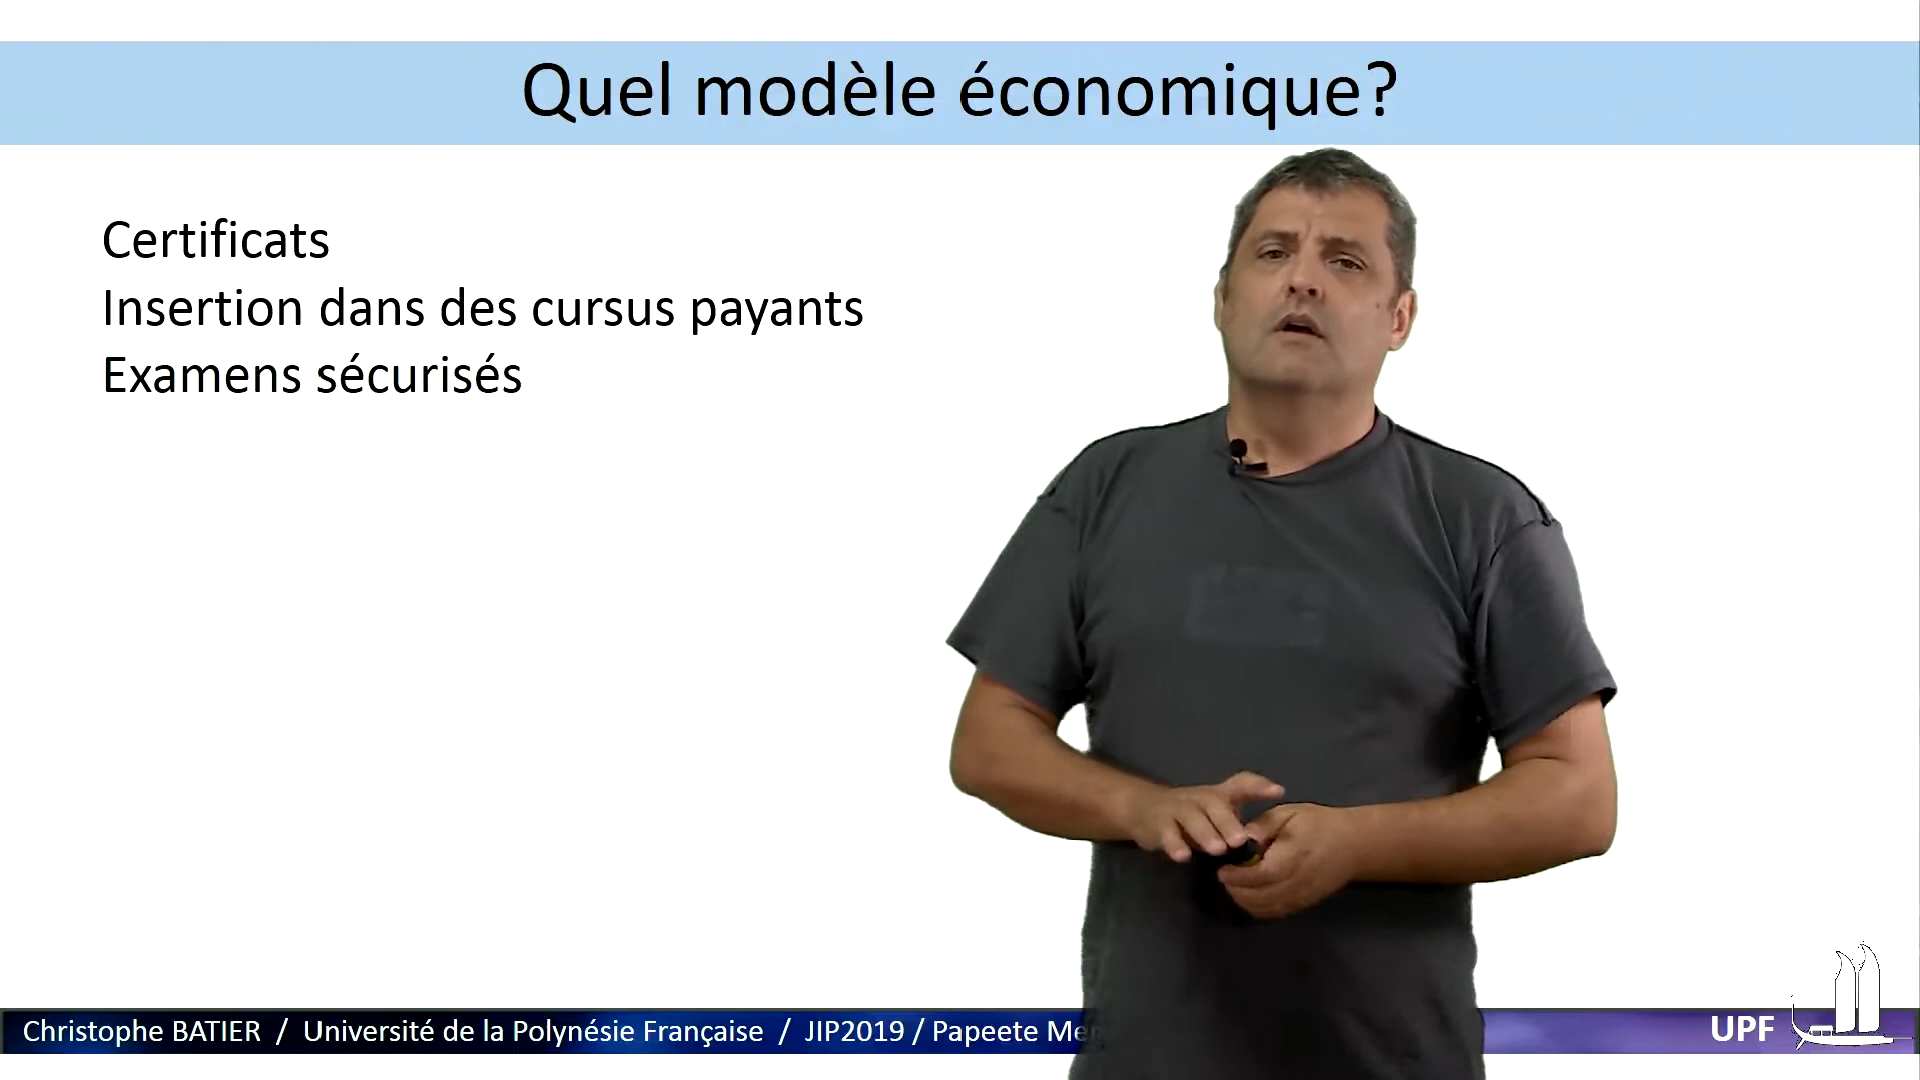 Quel modèle économique?
Certificats
Insertion dans des cursus payants
Examens sécurisés
Christophe BATIER / Université de la Polynésie Française / JIP2019 / Papeete
UPF